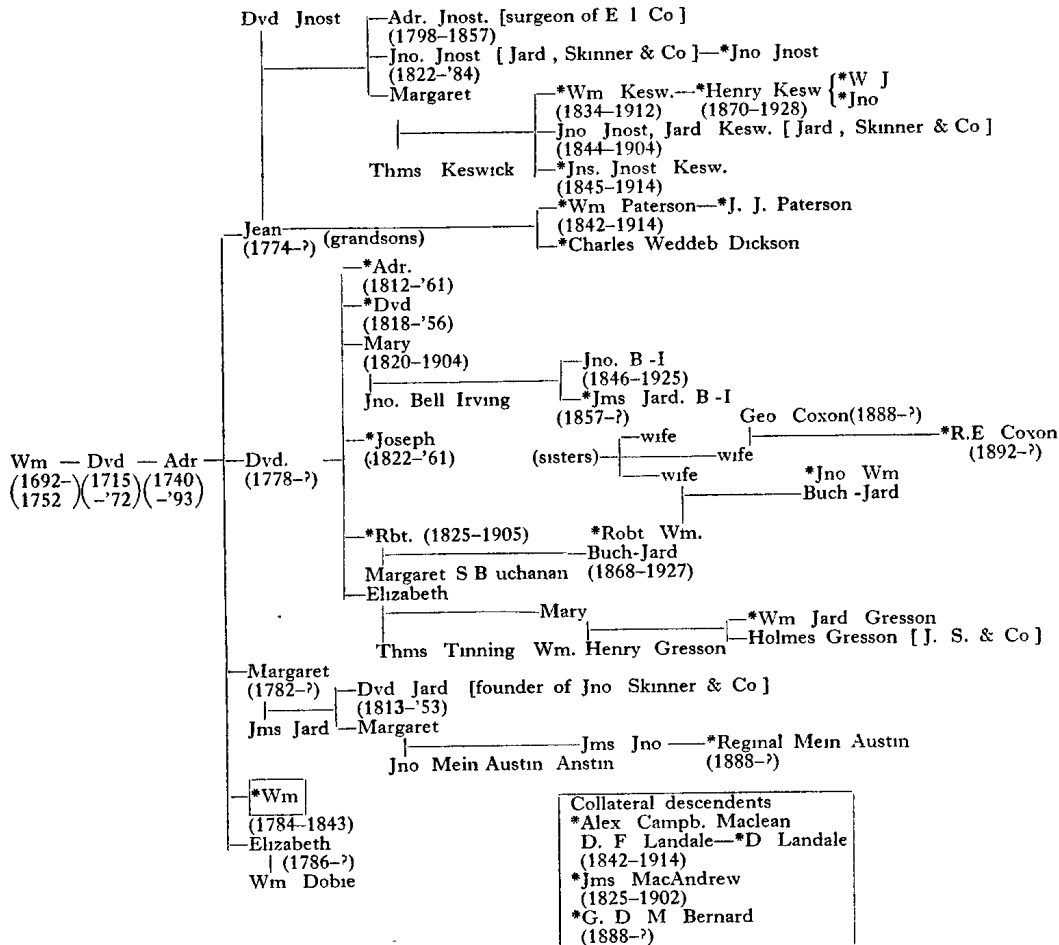 Dvd Jnost
Adr. Jnost. [surgeon of E I Co]
(1798–1857)
Jno. Jnost [Jard, Skinner & Co]—*Jno Jnost
(1822–'84)
Margaret
Thms Keswick
*Wm Kesw.—*Henry Kesw {*W J
*Jno
(1834–1912) (1870–1928)
Jno Jnost, Jard Kesw. [Jard, Skinner & Co]
(1844–1904)
*Jns. Jnost Kesw.
(1845–1914)
Jean
(1774–?) (grandsons)
*Wm Paterson—*J. J. Paterson
(1842–1914)
*Charles Weddeb Dickson
*Adr.
(1812–'61)
*Dvd
(1818–'56)
Mary
(1820–1904)
Jno. Bell Irving
Jno. B-I
(1846–1925)
*Jms Jard. B-I
(1857–?)
Geo Coxon(1888–?)
*R.E Coxon
(1892–?)
wife
(sisters) wife
wife
*Joseph
(1822–'61)
Wm — Dvd — Adr — Dvd.
(1692–1752) (1715–'72) (1740–'93) (1778–?)
*Jno Wm
Buch-Jard
*Rbt. (1825–1905)
*Robt Wm.
Buch-Jard
(1868–1927)
Margaret S Buchanan
Elizabeth
Mary
Thms Tinning Wm. Henry Gresson
*Wm Jard Gresson
Holmes Gresson [J. S. & Co]
Margaret
(1782–?)
Jms Jard
Dvd Jard [founder of Jno Skinner & Co]
(1813–'53)
Margaret
Jno Mein Austin Anstin
Jms Jno —*Reginal Mein Austin
(1888–?)
*Wm
(1784–1843)
Elizabeth
(1786–?)
Wm Dobie
Collateral descendents
*Alex Campb. Maclean
D. F Landale—*D Landale
(1842–1914)
*Jms MacAndrew
(1825–1902)
*G. D M Bernard
(1888–?)